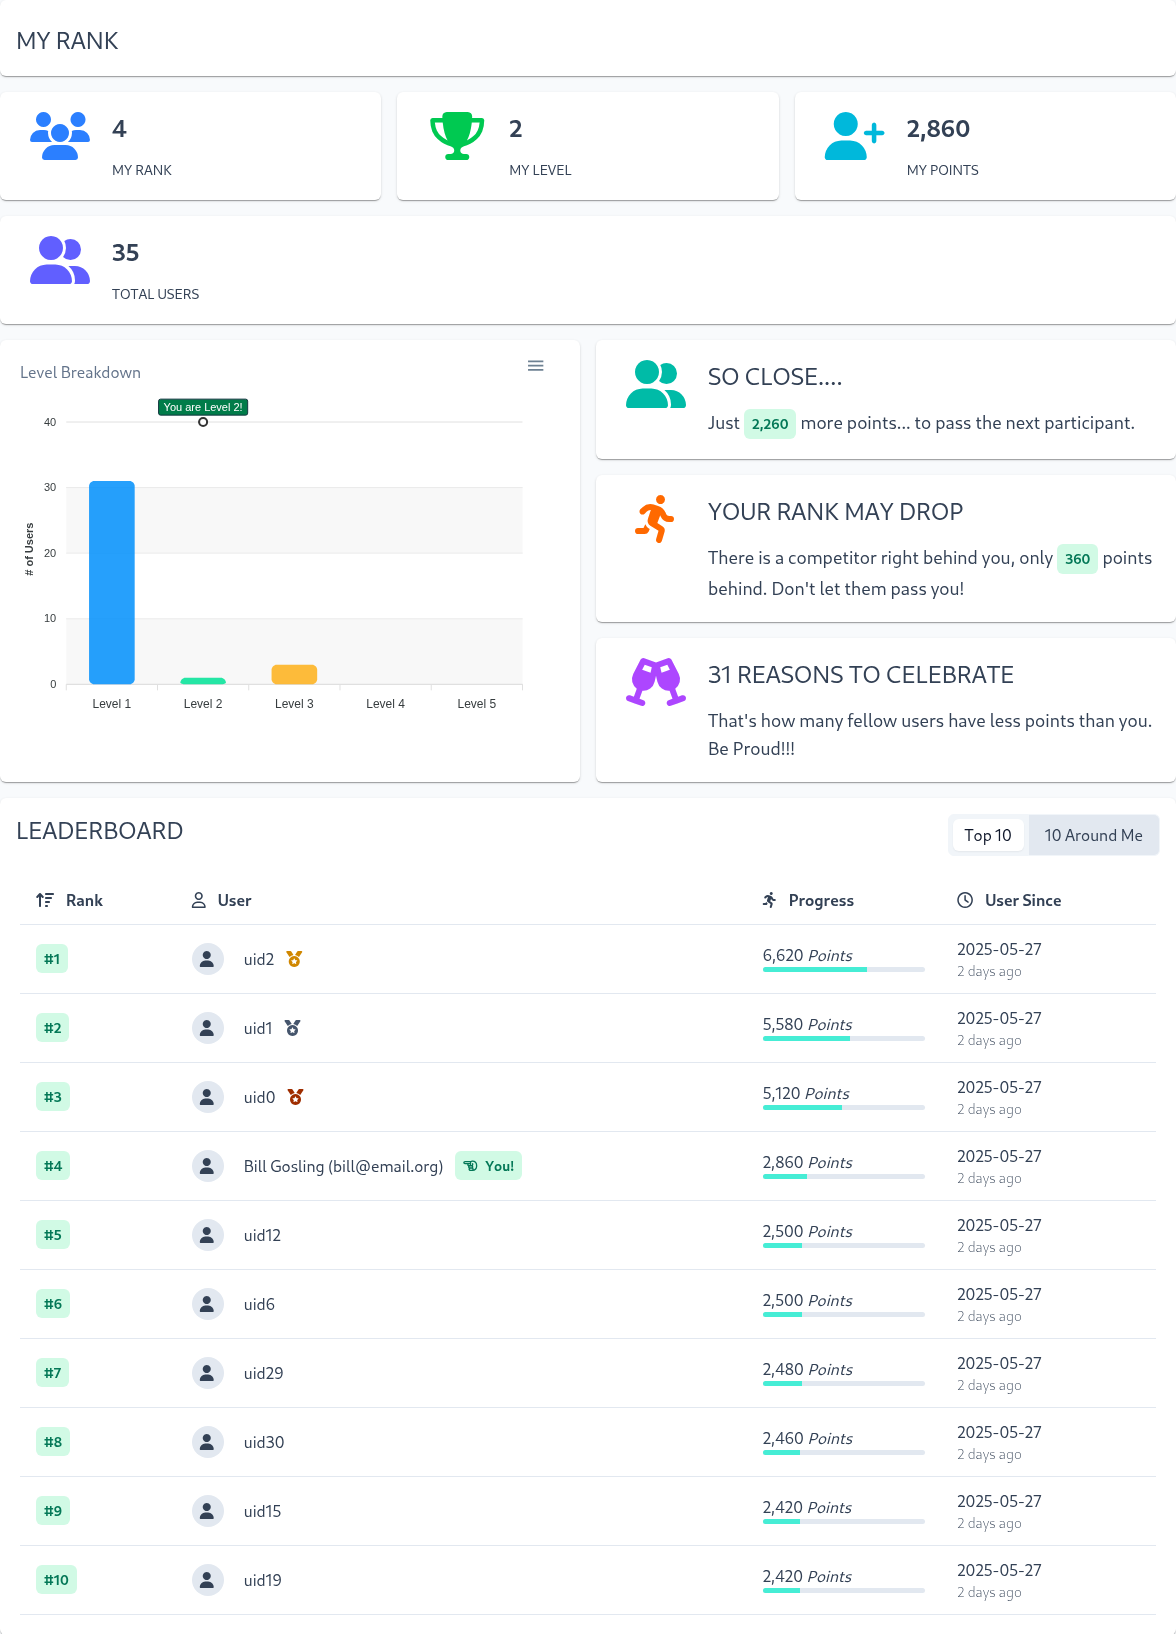 MY RANK
4
MY RANK
2
MY LEVEL
2,860
MY POINTS
35
TOTAL USERS
Level Breakdown
You are Level 2!
40
30
20
10
0
# of Users
Level 1 Level 2 Level 3 Level 4 Level 5
SO CLOSE....
Just 2,260 more points... to pass the next participant.
YOUR RANK MAY DROP
There is a competitor right behind you, only 360 points
behind. Don't let them pass you!
31 REASONS TO CELEBRATE
That's how many fellow users have less points than you.
Be Proud!!!
LEADERBOARD
Top 10 10 Around Me
Rank User Progress User Since
#1 uid2 6,620 Points 2025-05-27
2 days ago
#2 uid1 5,580 Points 2025-05-27
2 days ago
#3 uid0 5,120 Points 2025-05-27
2 days ago
#4 Bill Gosling (bill@email.org) You! 2,860 Points 2025-05-27
2 days ago
#5 uid12 2,500 Points 2025-05-27
2 days ago
#6 uid6 2,500 Points 2025-05-27
2 days ago
#7 uid29 2,480 Points 2025-05-27
2 days ago
#8 uid30 2,460 Points 2025-05-27
2 days ago
#9 uid15 2,420 Points 2025-05-27
2 days ago
#10 uid19 2,420 Points 2025-05-27
2 days ago